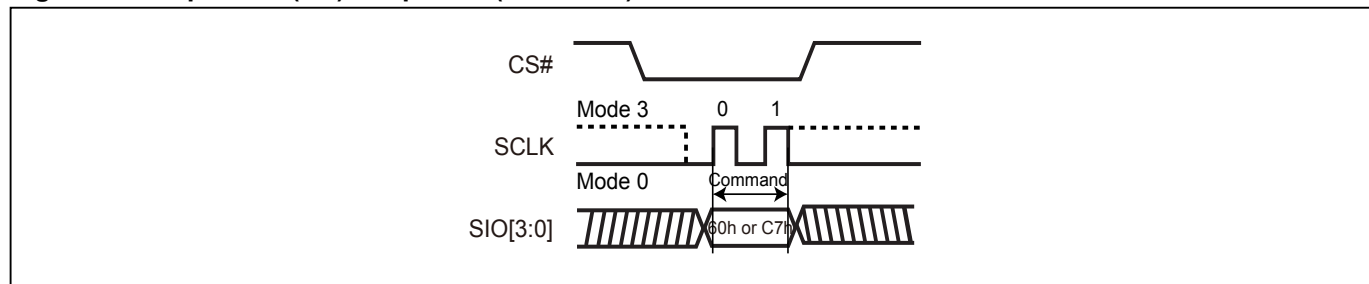 CS#
Mode 3 0 1
SCLK
Mode 0 Command
SIO[3:0] 60h or C7h